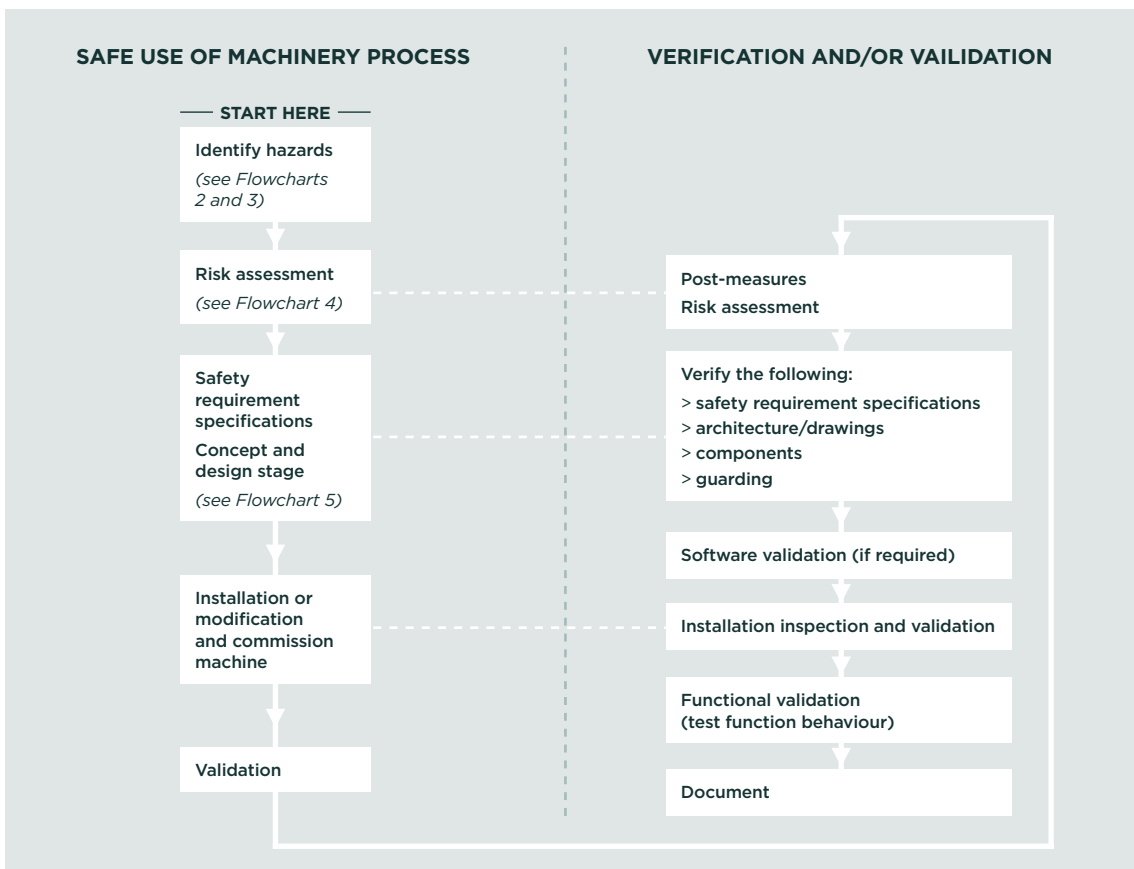 SAFE USE OF MACHINERY PROCESS
START HERE
Identify hazards
(see Flowcharts
2 and 3)
Risk assessment
(see Flowchart 4)
Safety
requirement
specifications
Concept and
design stage
(see Flowchart 5)
Installation or
modification
and commission
machine
Validation
VERIFICATION AND/OR VAILIDATION
Post-measures
Risk assessment
Verify the following:
> safety requirement specifications
> architecture/drawings
> components
> guarding
Software validation (if required)
Installation inspection and validation
Functional validation
(test function behaviour)
Document